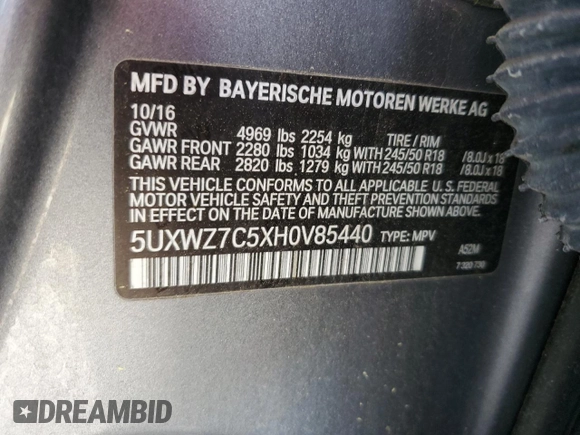 MFD BY BAYERISCHE MOTOREN WERKE AG
10/16
GVWR 4969 lbs 2254 kg TIRE / RIM
GAWR FRONT 2280 lbs 1034 kg WITH 245/50 R18 /8.0J x 18
GAWR REAR 2820 lbs 1279 kg WITH 245/50 R18 /8.0J x 18
THIS VEHICLE CONFORMS TO ALL APPLICABLE U. S. FEDERAL
MOTOR VEHICLE SAFETY AND THEFT PREVENTION STANDARDS
IN EFFECT ON THE DATE OF MANUFACTURE SHOWN ABOVE.
5UXWZ7C5XH0V85440 TYPE: MPV
A52M
DREAMBID